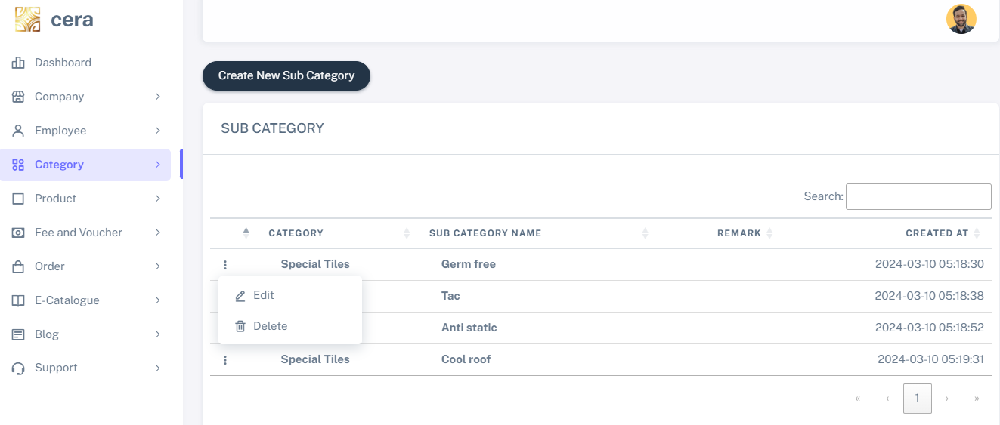 cera
Dashboard
Company
Employee
Category
Product
Fee and Voucher
Order
E-Catalogue
Blog
Support
Create New Sub Category
SUB CATEGORY
Search:
CATEGORY SUB CATEGORY NAME REMARK CREATED AT
Special Tiles Germ free 2024-03-10 05:18:30
Edit
Delete
Tac 2024-03-10 05:18:38
Anti static 2024-03-10 05:18:52
Special Tiles Cool roof 2024-03-10 05:19:31
« ‹ 1 › »